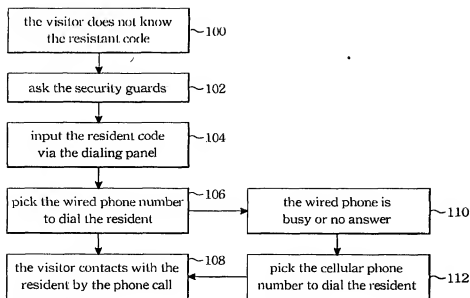 the visitor does not know
the resistant code
100
ask the security guards
102
input the resident code
via the dialing panel
104
pick the wired phone number
to dial the resident
106
the wired phone is
busy or no answer
110
the visitor contacts with the
resident by the phone call
108
pick the cellular phone
number to dial the resident
112